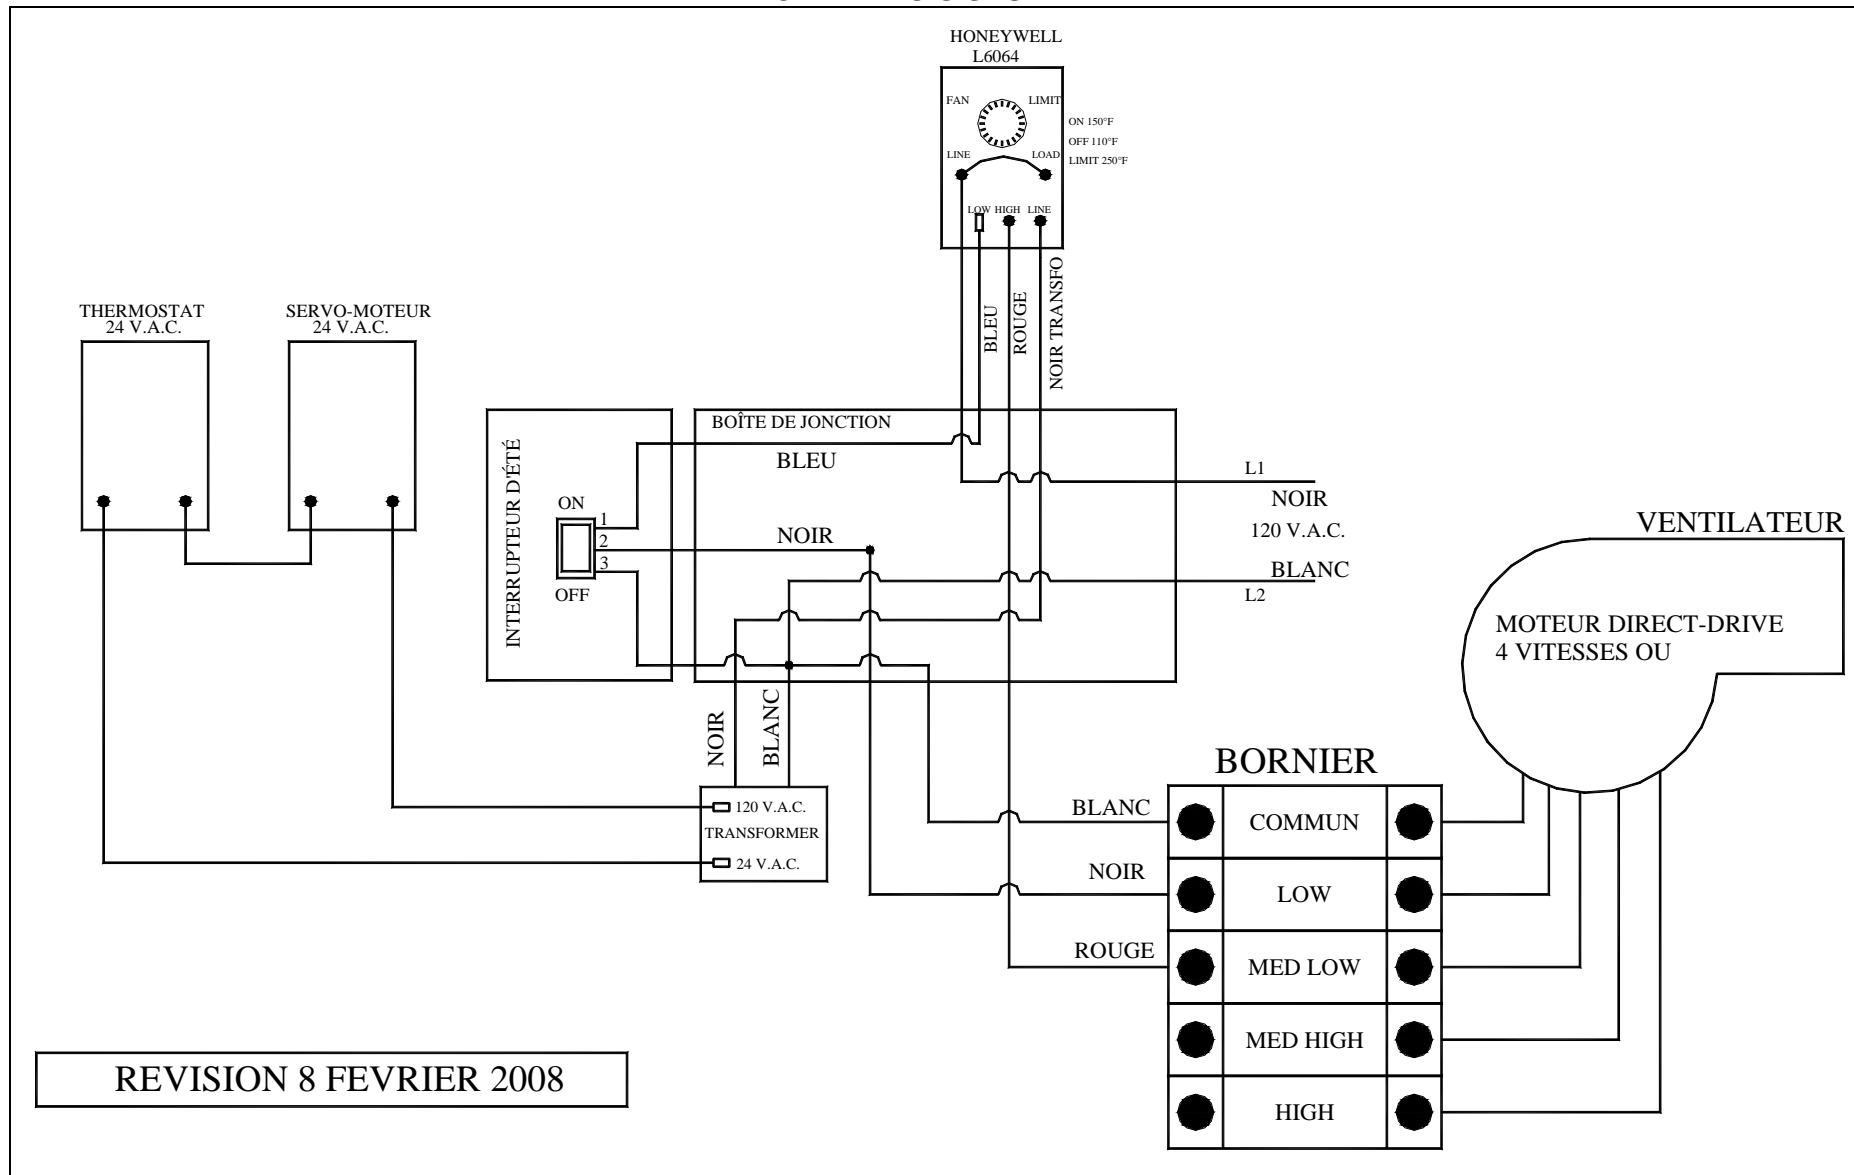 HONEYWELL
L6064
FAN
LIMIT
ON 150°F
OFF 110°F
LIMIT 250°F
LINE
LOAD
LOW HIGH LINE
BLEU
ROUGE
NOIR TRANSFO
THERMOSTAT
24 V.A.C.
SERVO-MOTEUR
24 V.A.C.
INTERRUPTEUR D'ÉTÉ
ON
1
2
3
OFF
BOÎTE DE JONCTION
BLEU
NOIR
L1
NOIR
120 V.A.C.
BLANC
L2
VENTILATEUR
MOTEUR DIRECT-DRIVE
4 VITESSES OU
NOIR
BLANC
120 V.A.C.
TRANSFORMER
24 V.A.C.
BORNIER
BLANC
COMMUN
NOIR
LOW
ROUGE
MED LOW
MED HIGH
HIGH
REVISION 8 FEVRIER 2008